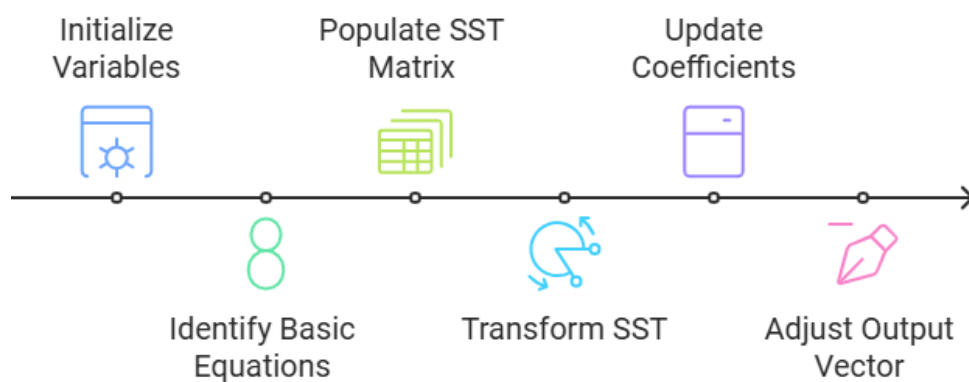 Initialize
Variables
Populate SST
Matrix
Update
Coefficients
Identify Basic
Equations
Transform SST
Adjust Output
Vector